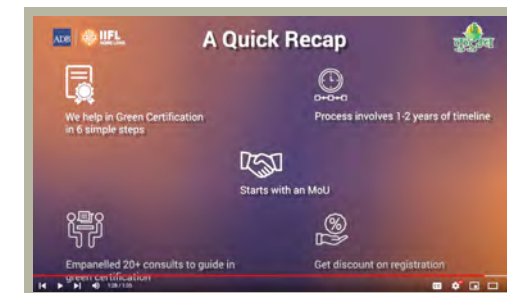 ADB
IIFL
HOME LOAN
A Quick Recap
कुटुम्ब
We help in Green Certification
in 6 simple steps
Process involves 1-2 years of timeline
Starts with an MoU
Empanelled 20+ consults to guide in
green certification
Get discount on registration